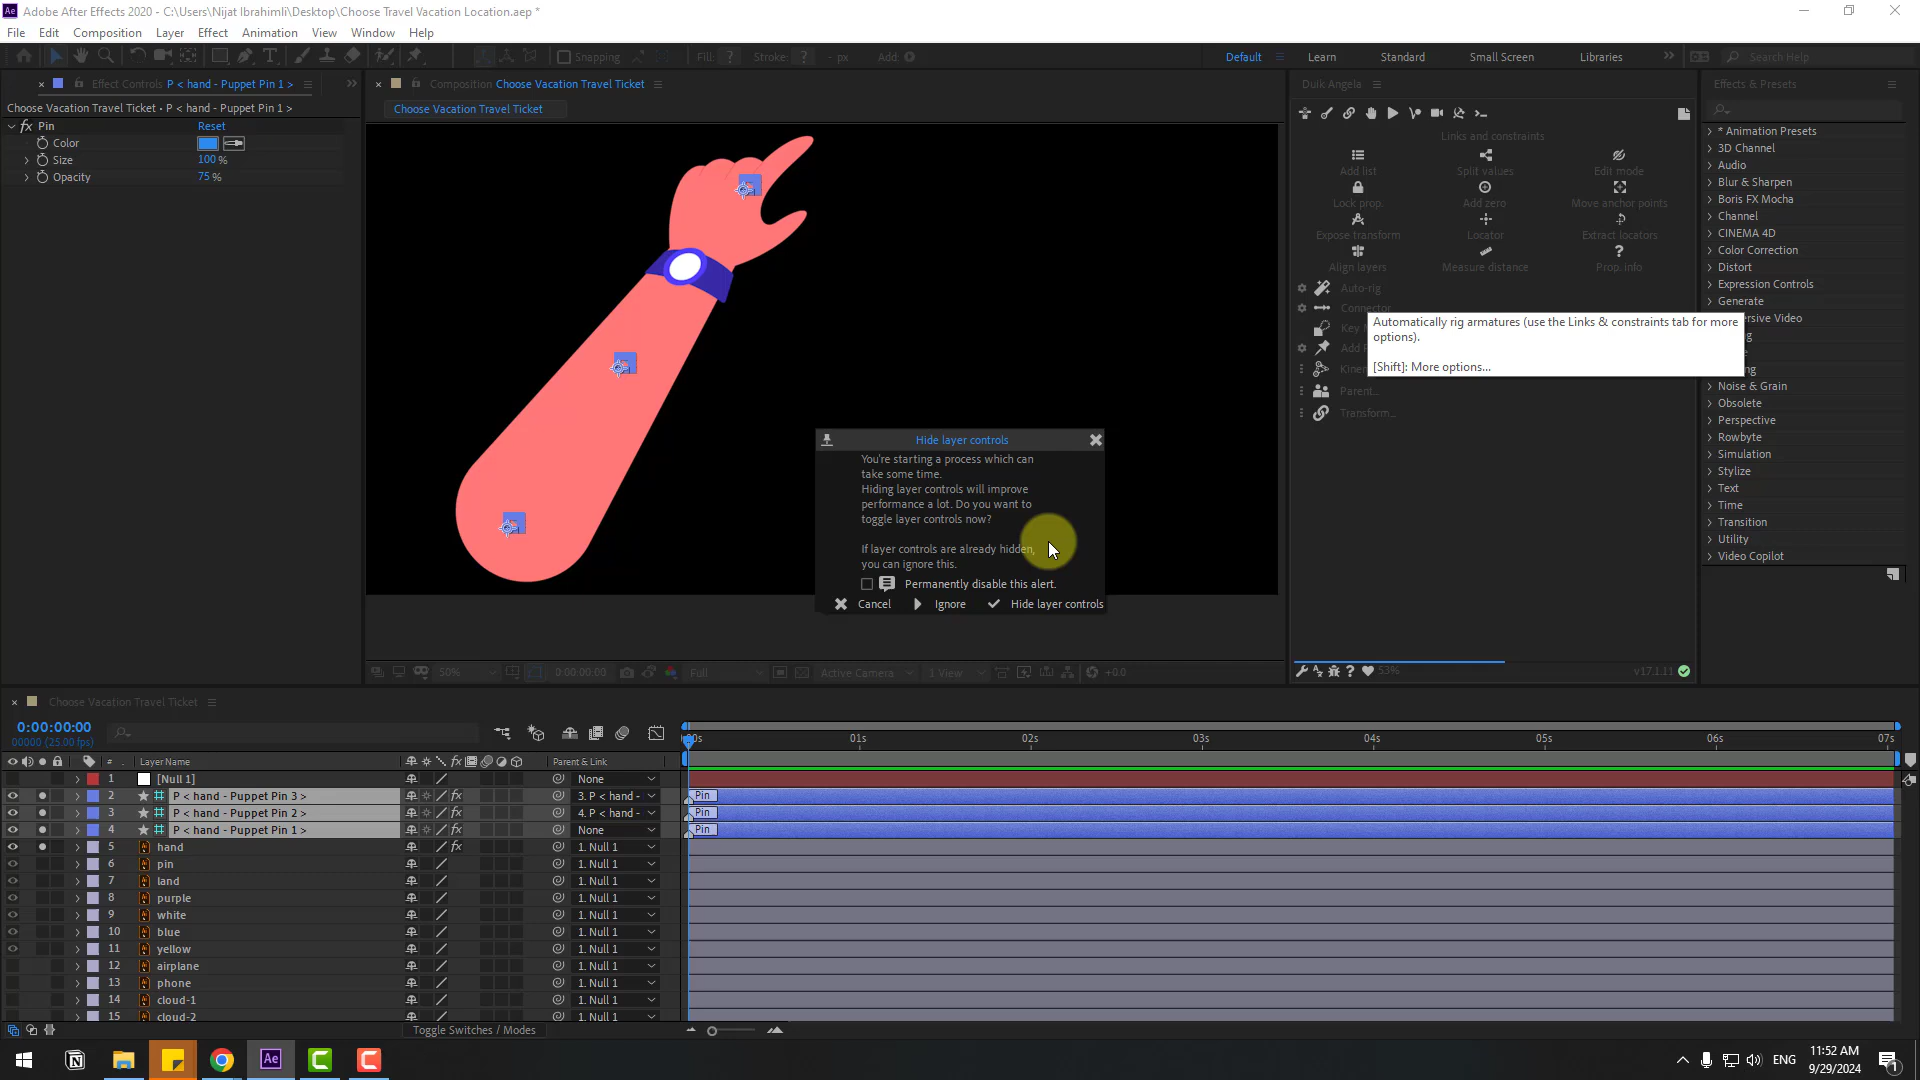 Adobe After Effects 2020 - C:\Users\Nijat Ibrahimli\Desktop\Choose Travel Vacation Location.aep *
File Edit Composition Layer Effect Animation View Window Help
Snapping Fill: ? Stroke: ? - px Add: Default Learn Standard Small Screen Libraries Search Help
Effect Controls P < hand - Puppet Pin 1 >
Choose Vacation Travel Ticket • P < hand - Puppet Pin 1 >
fx Pin Reset
Color
Size 100 %
Opacity 75 %
Composition Choose Vacation Travel Ticket
Choose Vacation Travel Ticket
Hide layer controls
You're starting a process which can
take some time.
Hiding layer controls will improve
performance a lot. Do you want to
toggle layer controls now?
If layer controls are already hidden,
you can ignore this.
Permanently disable this alert.
Cancel Ignore Hide layer controls
50% 0:00:00:00 Full Active Camera 1 View +0.0
Duik Angela
Links and constraints
Add list Split values Edit mode
Lock prop. Add zero Move anchor points
Expose transform Locator Extract locators
Align layers Measure distance Prop. info
Auto-rig
Connector
Automatically rig armatures (use the Links & constraints tab for more
options).
[Shift]: More options...
Parent...
Transform...
53% v17.1.11
Effects & Presets
* Animation Presets
3D Channel
Audio
Blur & Sharpen
Boris FX Mocha
Channel
CINEMA 4D
Color Correction
Distort
Expression Controls
Generate
Video
Noise & Grain
Obsolete
Perspective
Rowbyte
Simulation
Stylize
Text
Time
Transition
Utility
Video Copilot
Choose Vacation Travel Ticket
0:00:00:00
00000 (25.00 fps)
00s 01s 02s 03s 04s 05s 06s 07s
# Layer Name fx Parent & Link
1 [Null 1] None
2 P < hand - Puppet Pin 3 > fx 3. P < hand - Pin
3 P < hand - Puppet Pin 2 > fx 4. P < hand - Pin
4 P < hand - Puppet Pin 1 > fx None Pin
5 hand fx 1. Null 1
6 pin 1. Null 1
7 land 1. Null 1
8 purple 1. Null 1
9 white 1. Null 1
10 blue 1. Null 1
11 yellow 1. Null 1
12 airplane 1. Null 1
13 phone 1. Null 1
14 cloud-1 1. Null 1
15 cloud-2 1. Null 1
Toggle Switches / Modes
ENG 11:52 AM
9/29/2024